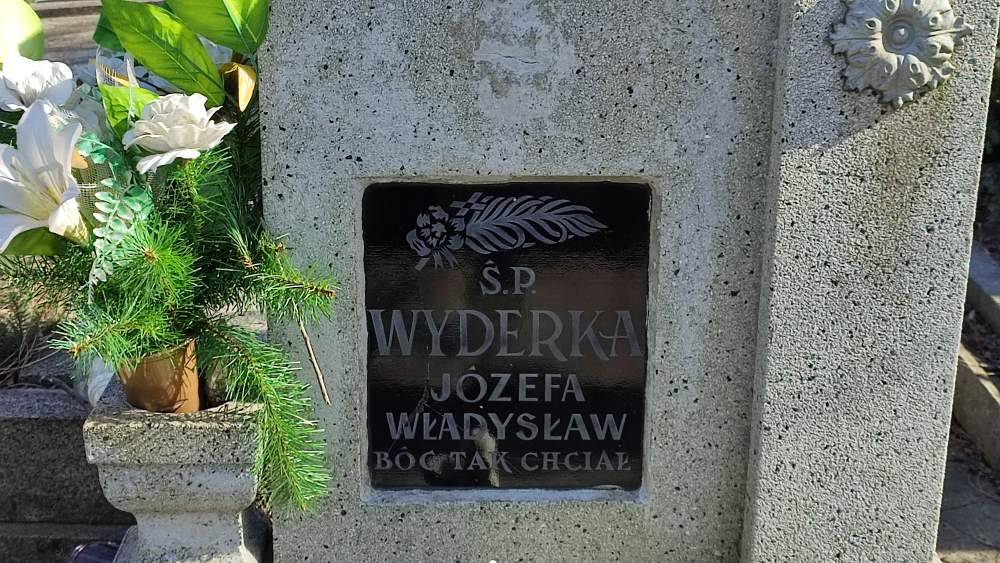 Ś.P.
WYDERKA
JÓZEFA
WŁADYSŁAW
BÓG TAK CHCIAŁ